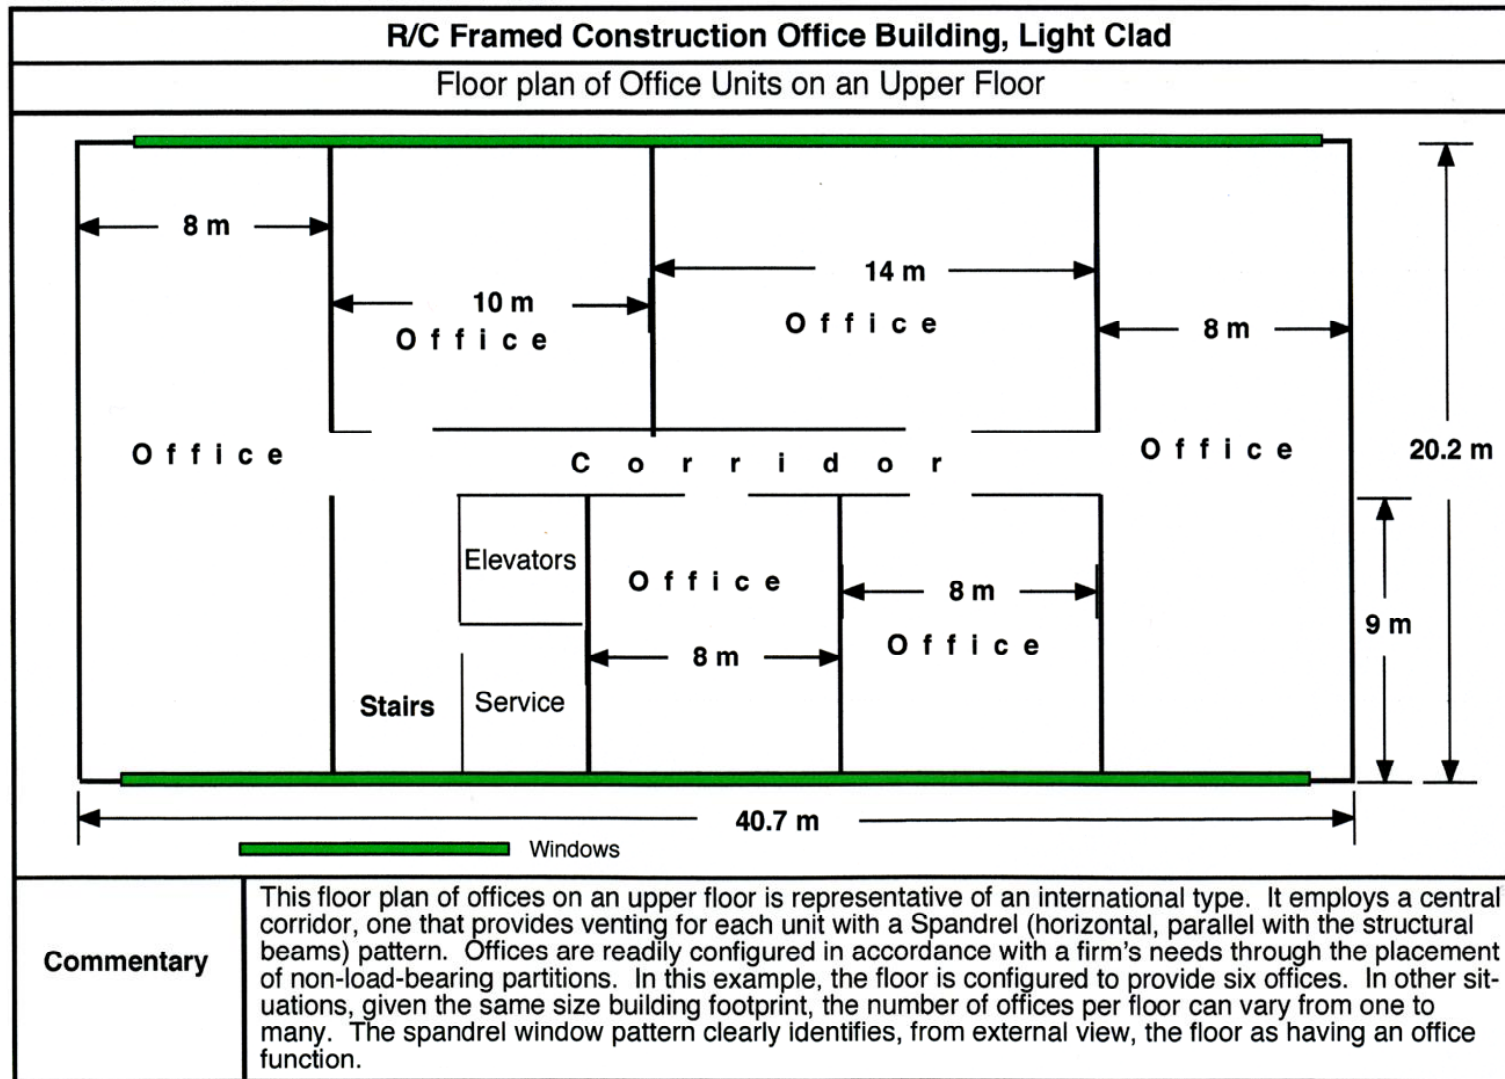 R/C Framed Construction Office Building, Light Clad
Floor plan of Office Units on an Upper Floor
8 m
14 m
10 m
Office
Office
8 m
Office
Corridor
Office
20.2 m
Elevators
Office
8 m
9 m
Office
8 m
Stairs
Service
40.7 m
Windows
Commentary
This floor plan of offices on an upper floor is representative of an international type. It employs a central
corridor, one that provides venting for each unit with a Spandrel (horizontal, parallel with the structural
beams) pattern. Offices are readily configured in accordance with a firm's needs through the placement
of non-load-bearing partitions. In this example, the floor is configured to provide six offices. In other sit-
uations, given the same size building footprint, the number of offices per floor can vary from one to
many. The spandrel window pattern clearly identifies, from external view, the floor as having an office
function.